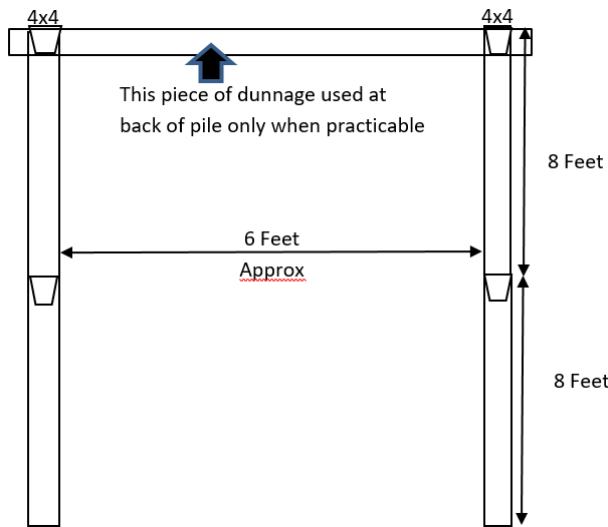 4x4
4x4
This piece of dunnage used at
back of pile only when practicable
8 Feet
6 Feet
Approx
8 Feet